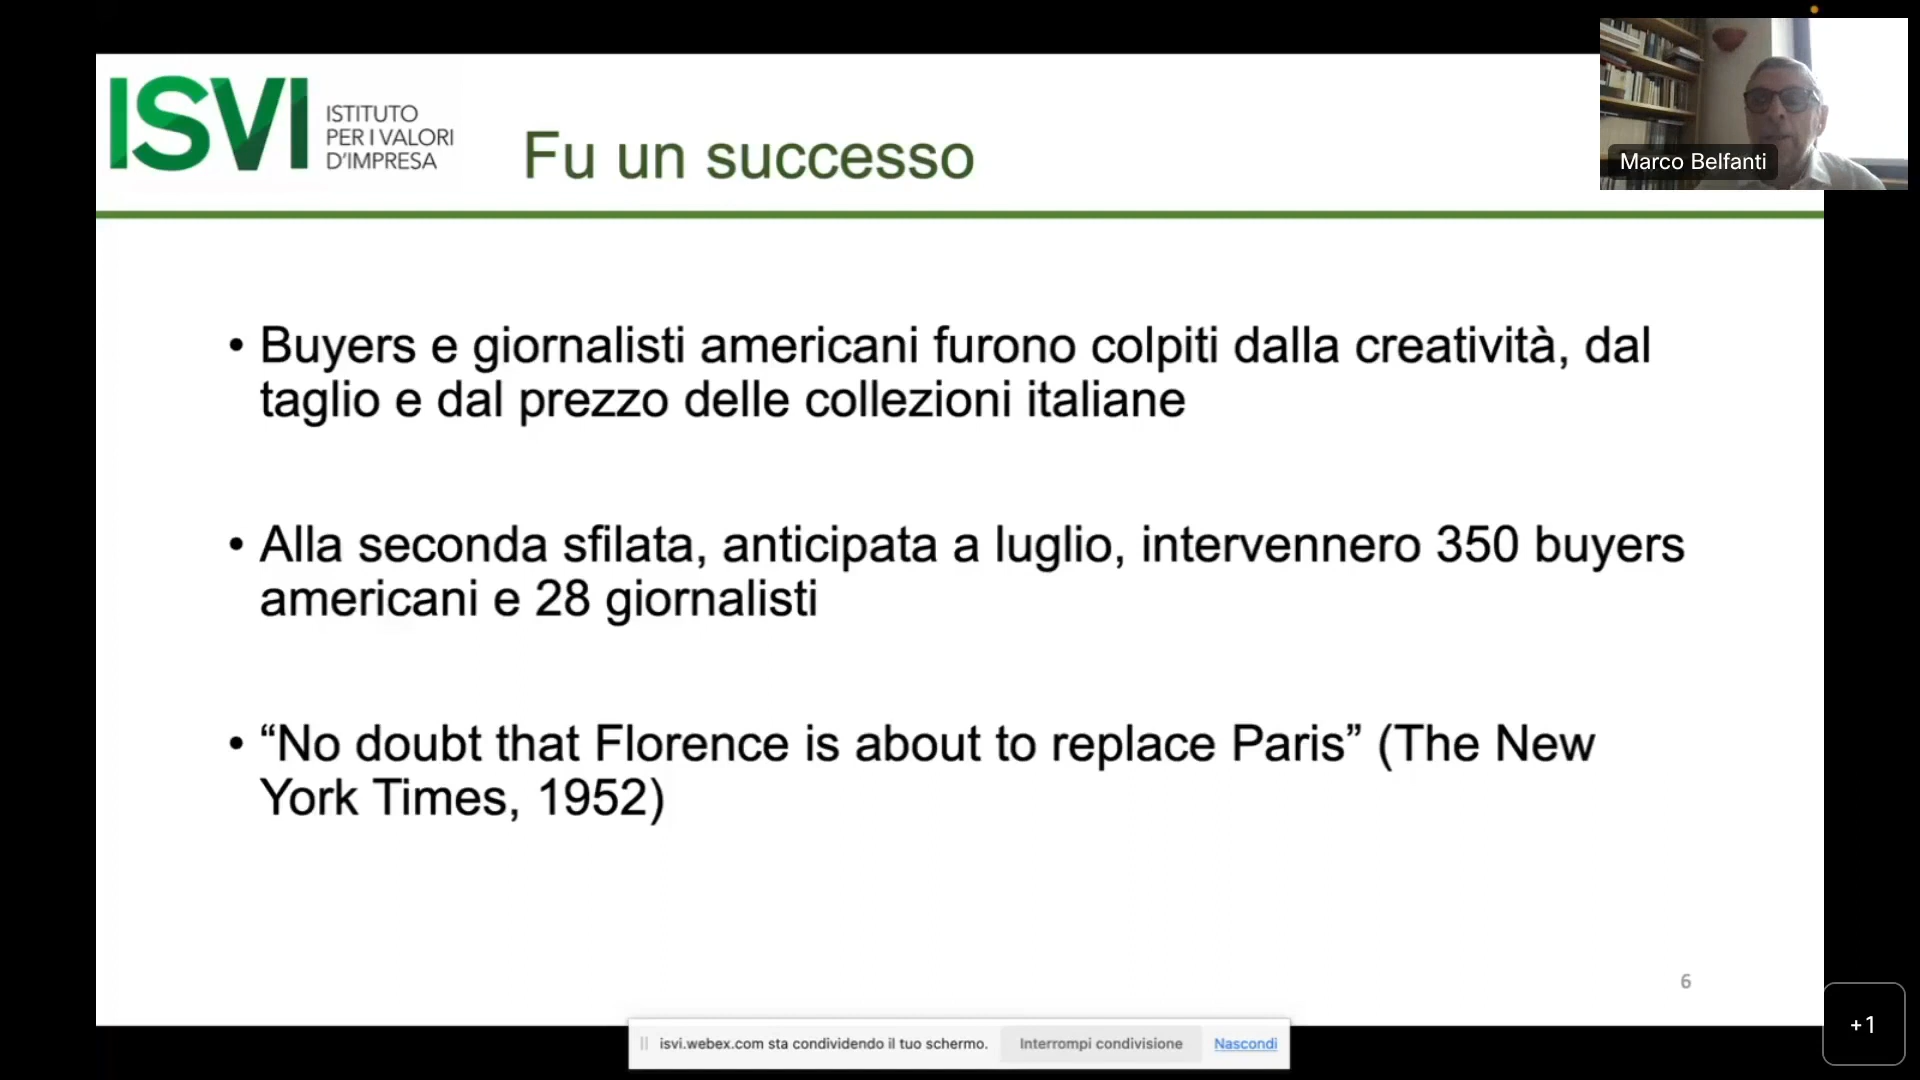 ISVI
ISTITUTO
PER I VALORI
D'IMPRESA
Fu un successo
Marco Belfanti
• Buyers e giornalisti americani furono colpiti dalla creatività, dal
taglio e dal prezzo delle collezioni italiane
• Alla seconda sfilata, anticipata a luglio, intervennero 350 buyers
americani e 28 giornalisti
• “No doubt that Florence is about to replace Paris” (The New
York Times, 1952)
6
isvi.webex.com sta condividendo il tuo schermo.
Interrompi condivisione
Nascondi
+1